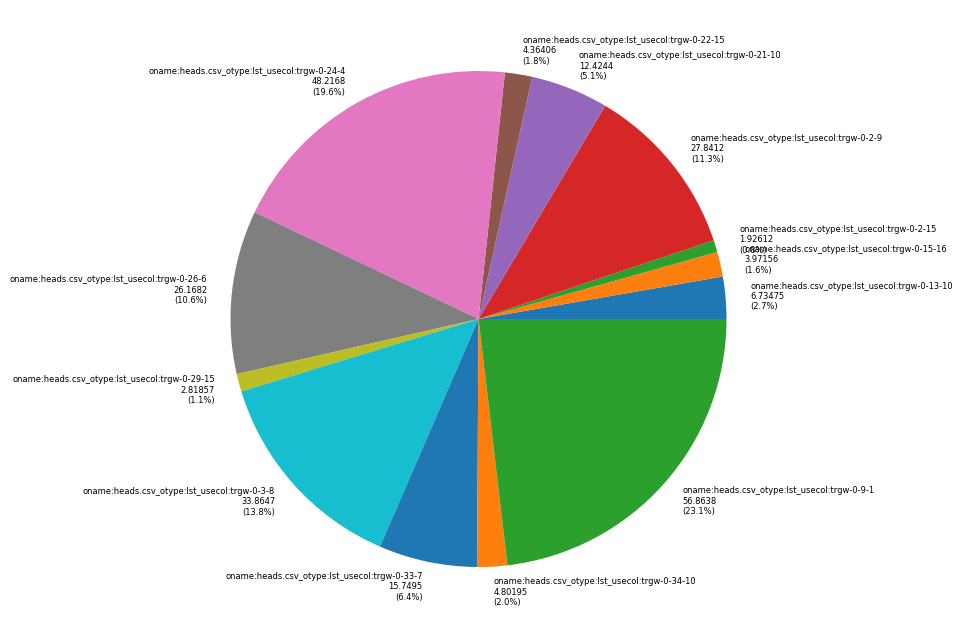 oname:heads.csv_otype:lst_usecol:trgw-0-22-15
4.36406
(1.8%)
oname:heads.csv_otype:lst_usecol:trgw-0-21-10
12.4244
(5.1%)
oname:heads.csv_otype:lst_usecol:trgw-0-24-4
48.2168
(19.6%)
oname:heads.csv_otype:lst_usecol:trgw-0-2-9
27.8412
(11.3%)
oname:heads.csv_otype:lst_usecol:trgw-0-2-15
1.92612
(0.8%)
oname:heads.csv_otype:lst_usecol:trgw-0-15-16
3.97156
(1.6%)
oname:heads.csv_otype:lst_usecol:trgw-0-13-10
6.73475
(2.7%)
oname:heads.csv_otype:lst_usecol:trgw-0-26-6
26.1682
(10.6%)
oname:heads.csv_otype:lst_usecol:trgw-0-29-15
2.81857
(1.1%)
oname:heads.csv_otype:lst_usecol:trgw-0-3-8
33.8647
(13.8%)
oname:heads.csv_otype:lst_usecol:trgw-0-9-1
56.8638
(23.1%)
oname:heads.csv_otype:lst_usecol:trgw-0-33-7
15.7495
(6.4%)
oname:heads.csv_otype:lst_usecol:trgw-0-34-10
4.80195
(2.0%)